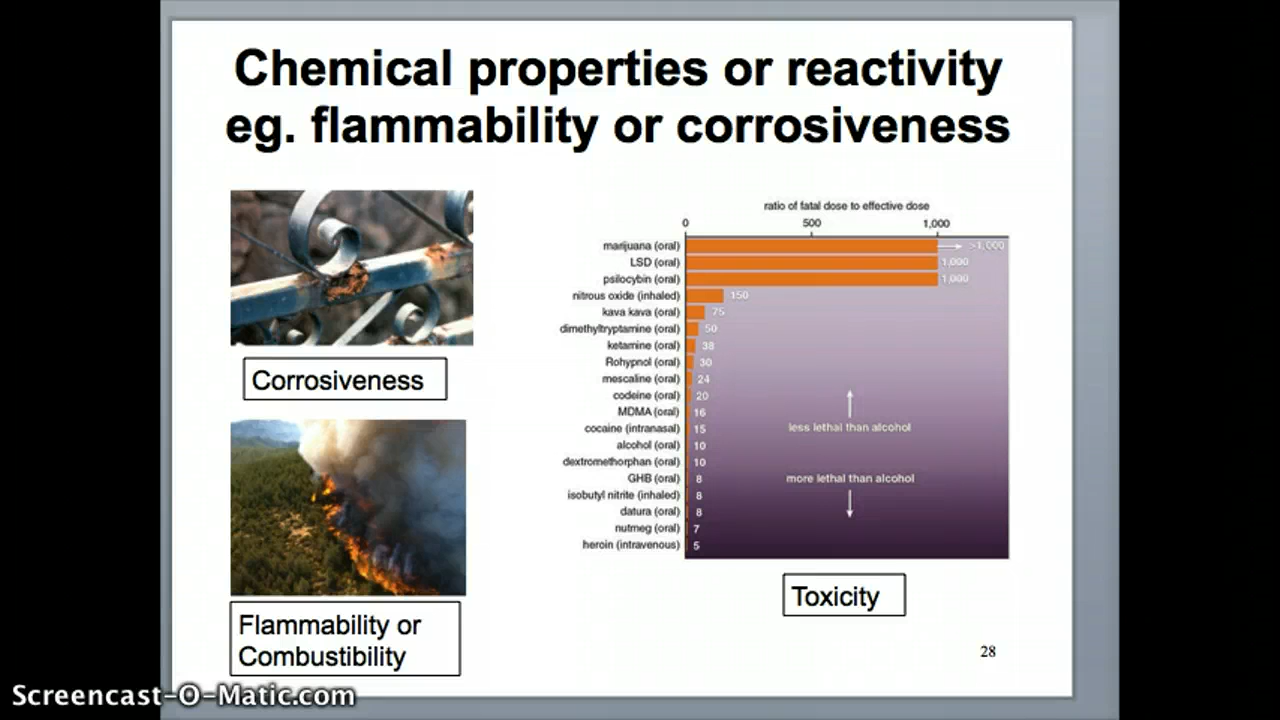 Chemical properties or reactivity
eg. flammability or corrosiveness
Corrosiveness
Flammability or
Combustibility
ratio of fatal dose to effective dose
0 500 1,000
marijuana (oral) >1,000
LSD (oral) 1,000
psilocybin (oral) 1,000
nitrous oxide (inhaled) 150
kava kava (oral) 75
dimethyltryptamine (oral) 50
ketamine (oral) 38
Rohypnol (oral) 30
mescaline (oral) 24
codeine (oral) 20
MDMA (oral) 16
cocaine (intranasal) 15
less lethal than alcohol
alcohol (oral) 10
dextromethorphan (oral) 10
GHB (oral) 8
more lethal than alcohol
isobutyl nitrite (inhaled) 8
datura (oral) 8
nutmeg (oral) 7
heroin (intravenous) 5
Toxicity
28
Screencast-O-Matic.com